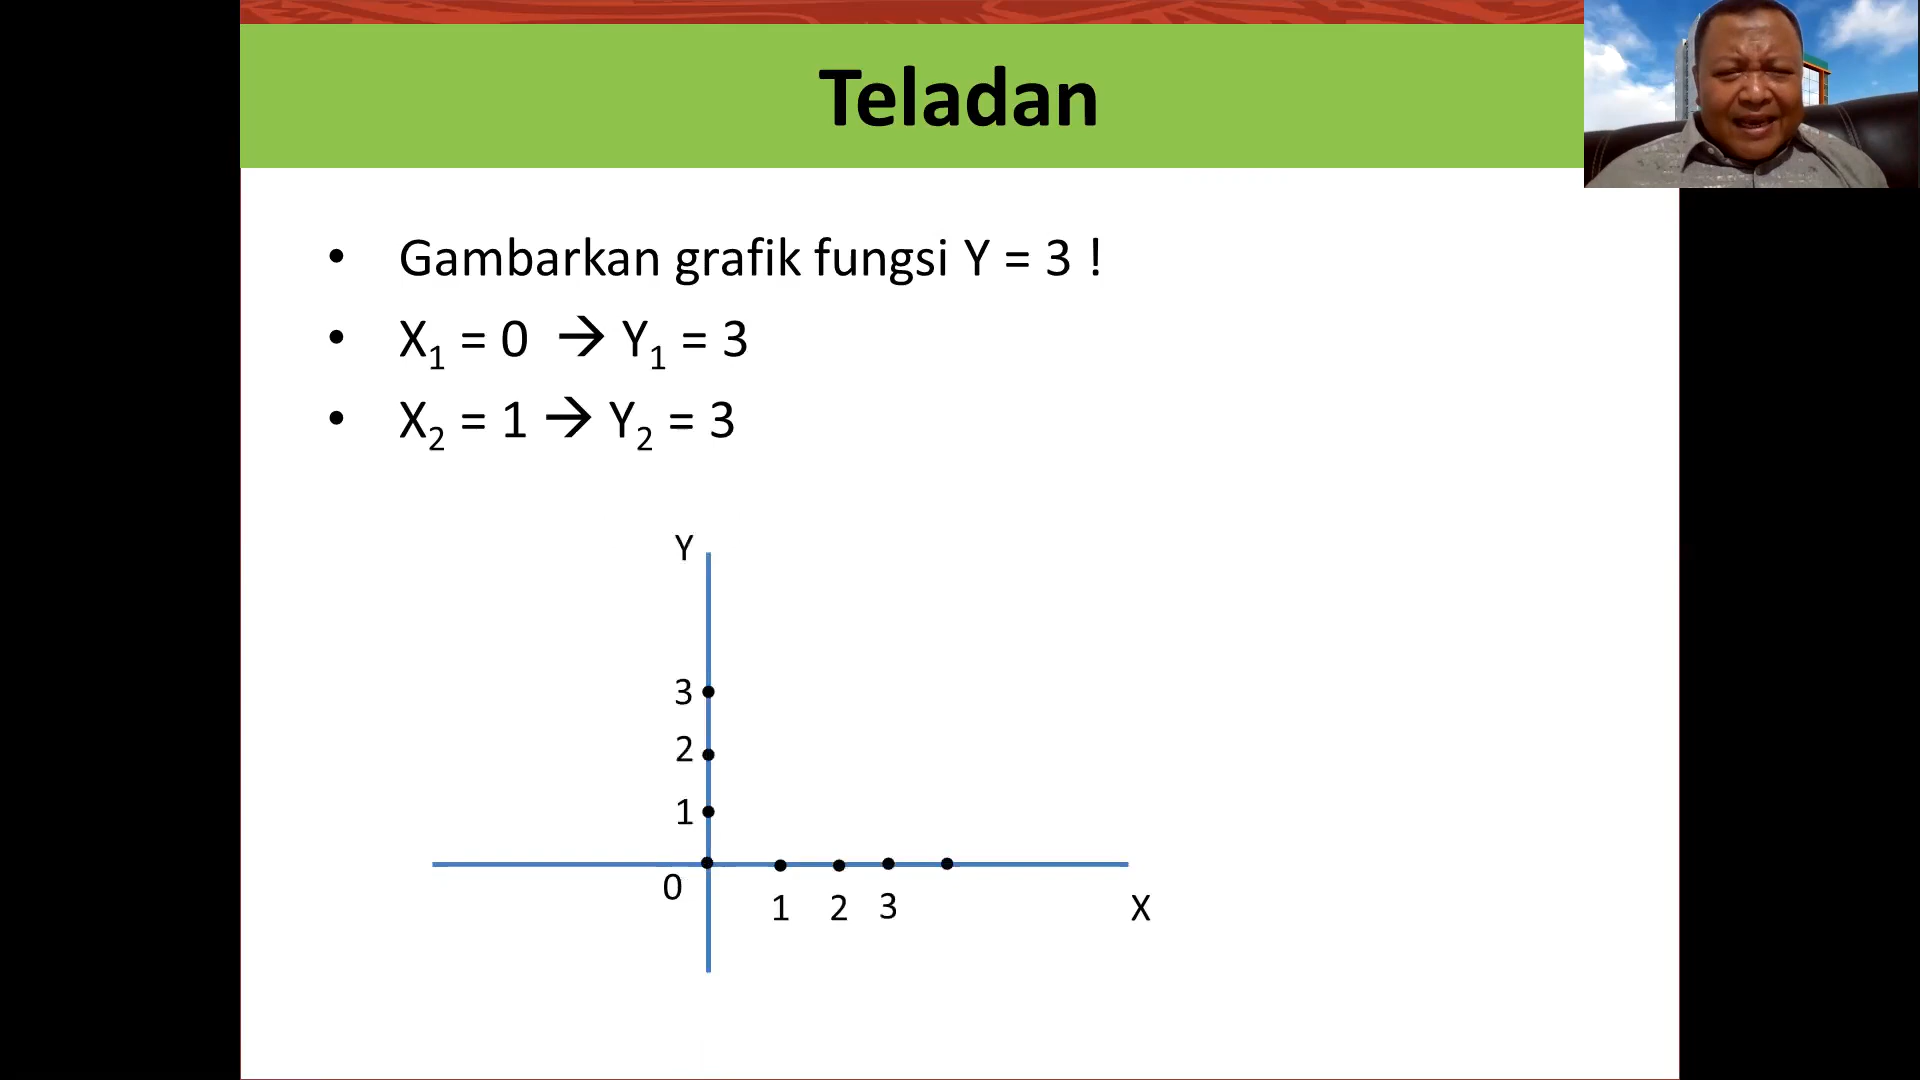 Teladan
• Gambarkan grafik fungsi Y = 3 !
• X₁ = 0 → Y₁ = 3
• X₂ = 1 → Y₂ = 3
Y
3
2
1
0
1 2 3
X